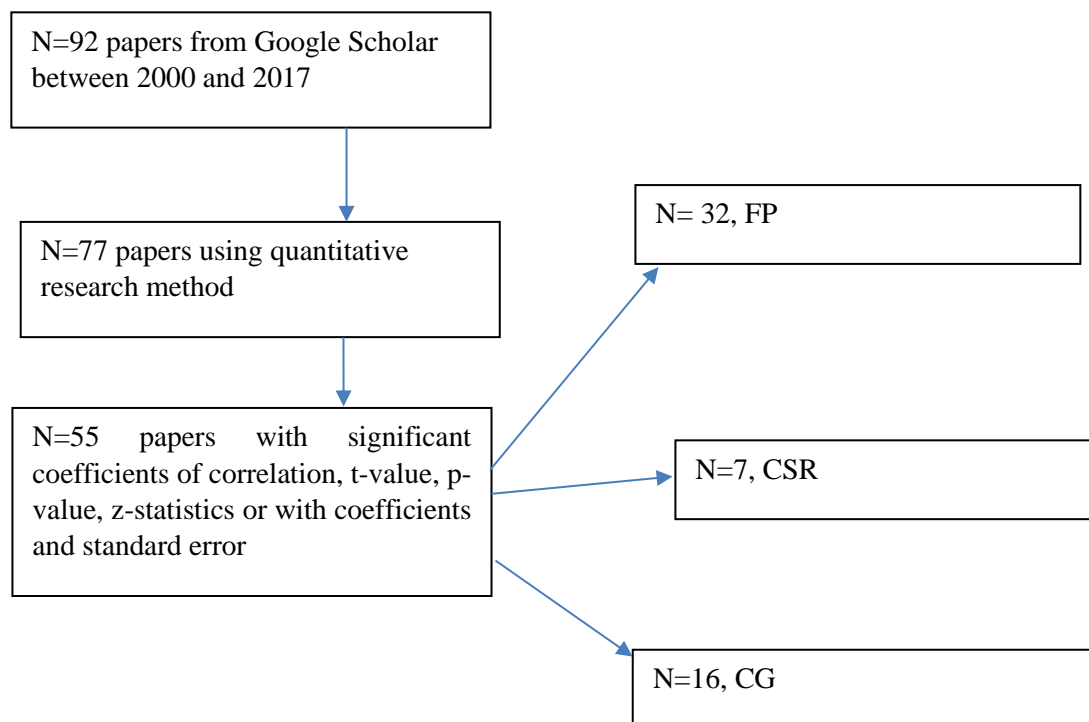 N=92 papers from Google Scholar
between 2000 and 2017
N=77 papers using quantitative
research method
N=55 papers with significant
coefficients of correlation, t-value, p-
value, z-statistics or with coefficients
and standard error
N= 32, FP
N=7, CSR
N=16, CG